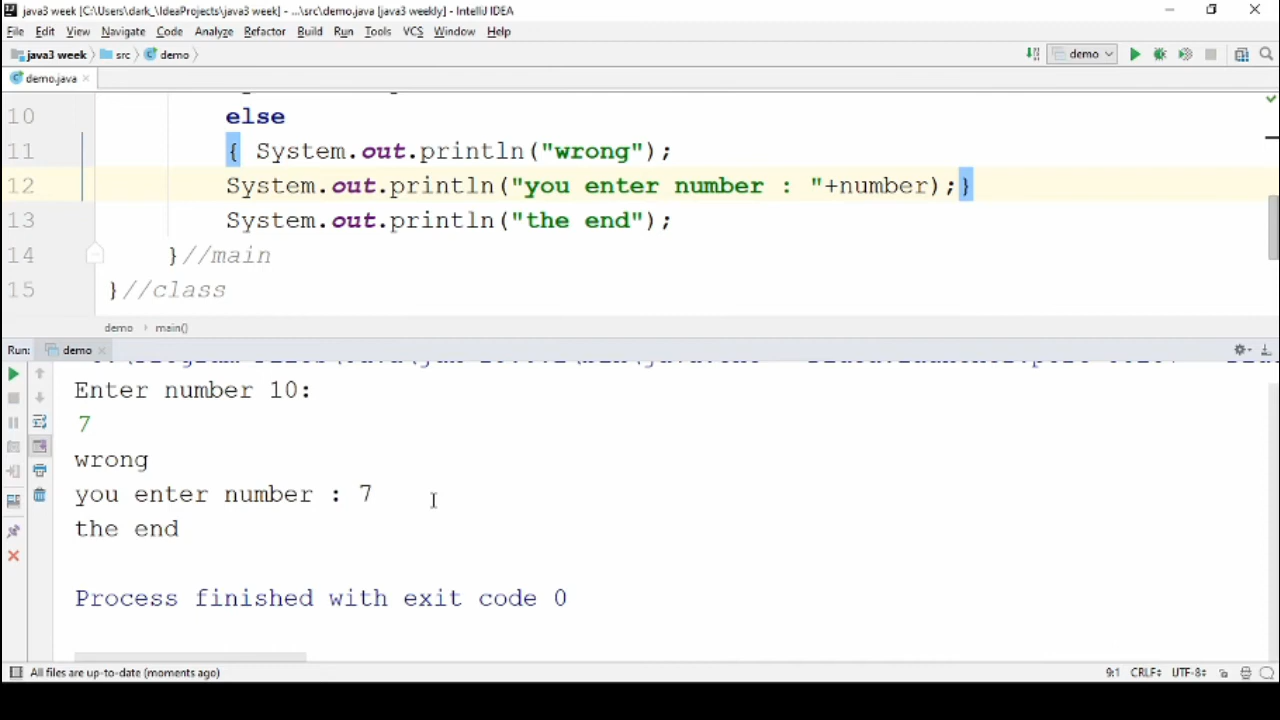 java3 week [C:\Users\dark_\IdeaProjects\java3 week] - ...\src\demo.java [java3 weekly] - IntelliJ IDEA
File Edit View Navigate Code Analyze Refactor Build Run Tools VCS Window Help
java3 week src demo demo
demo.java
10 else
11 { System.out.println("wrong");
12 System.out.println("you enter number : "+number);}
13 System.out.println("the end");
14 }//main
15 }//class
demo main()
Run: demo
Enter number 10:
7
wrong
you enter number : 7
the end
Process finished with exit code 0
All files are up-to-date (moments ago) 9:1 CRLF UTF-8